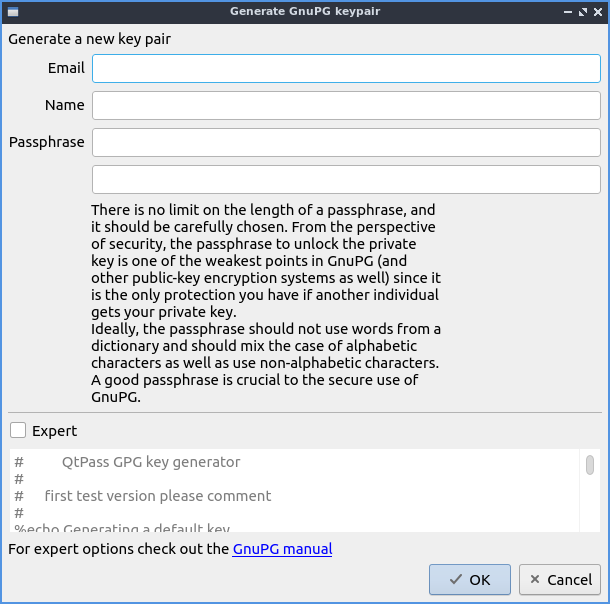 Generate GnuPG keypair
Generate a new key pair
Email
Name
Passphrase
There is no limit on the length of a passphrase, and
it should be carefully chosen. From the perspective
of security, the passphrase to unlock the private
key is one of the weakest points in GnuPG (and
other public-key encryption systems as well) since it
is the only protection you have if another individual
gets your private key.
Ideally, the passphrase should not use words from a
dictionary and should mix the case of alphabetic
characters as well as use non-alphabetic characters.
A good passphrase is crucial to the secure use of
GnuPG.
Expert
# QtPass GPG key generator
#
# first test version please comment
#
%echo Generating a default key
For expert options check out the GnuPG manual
OK
Cancel